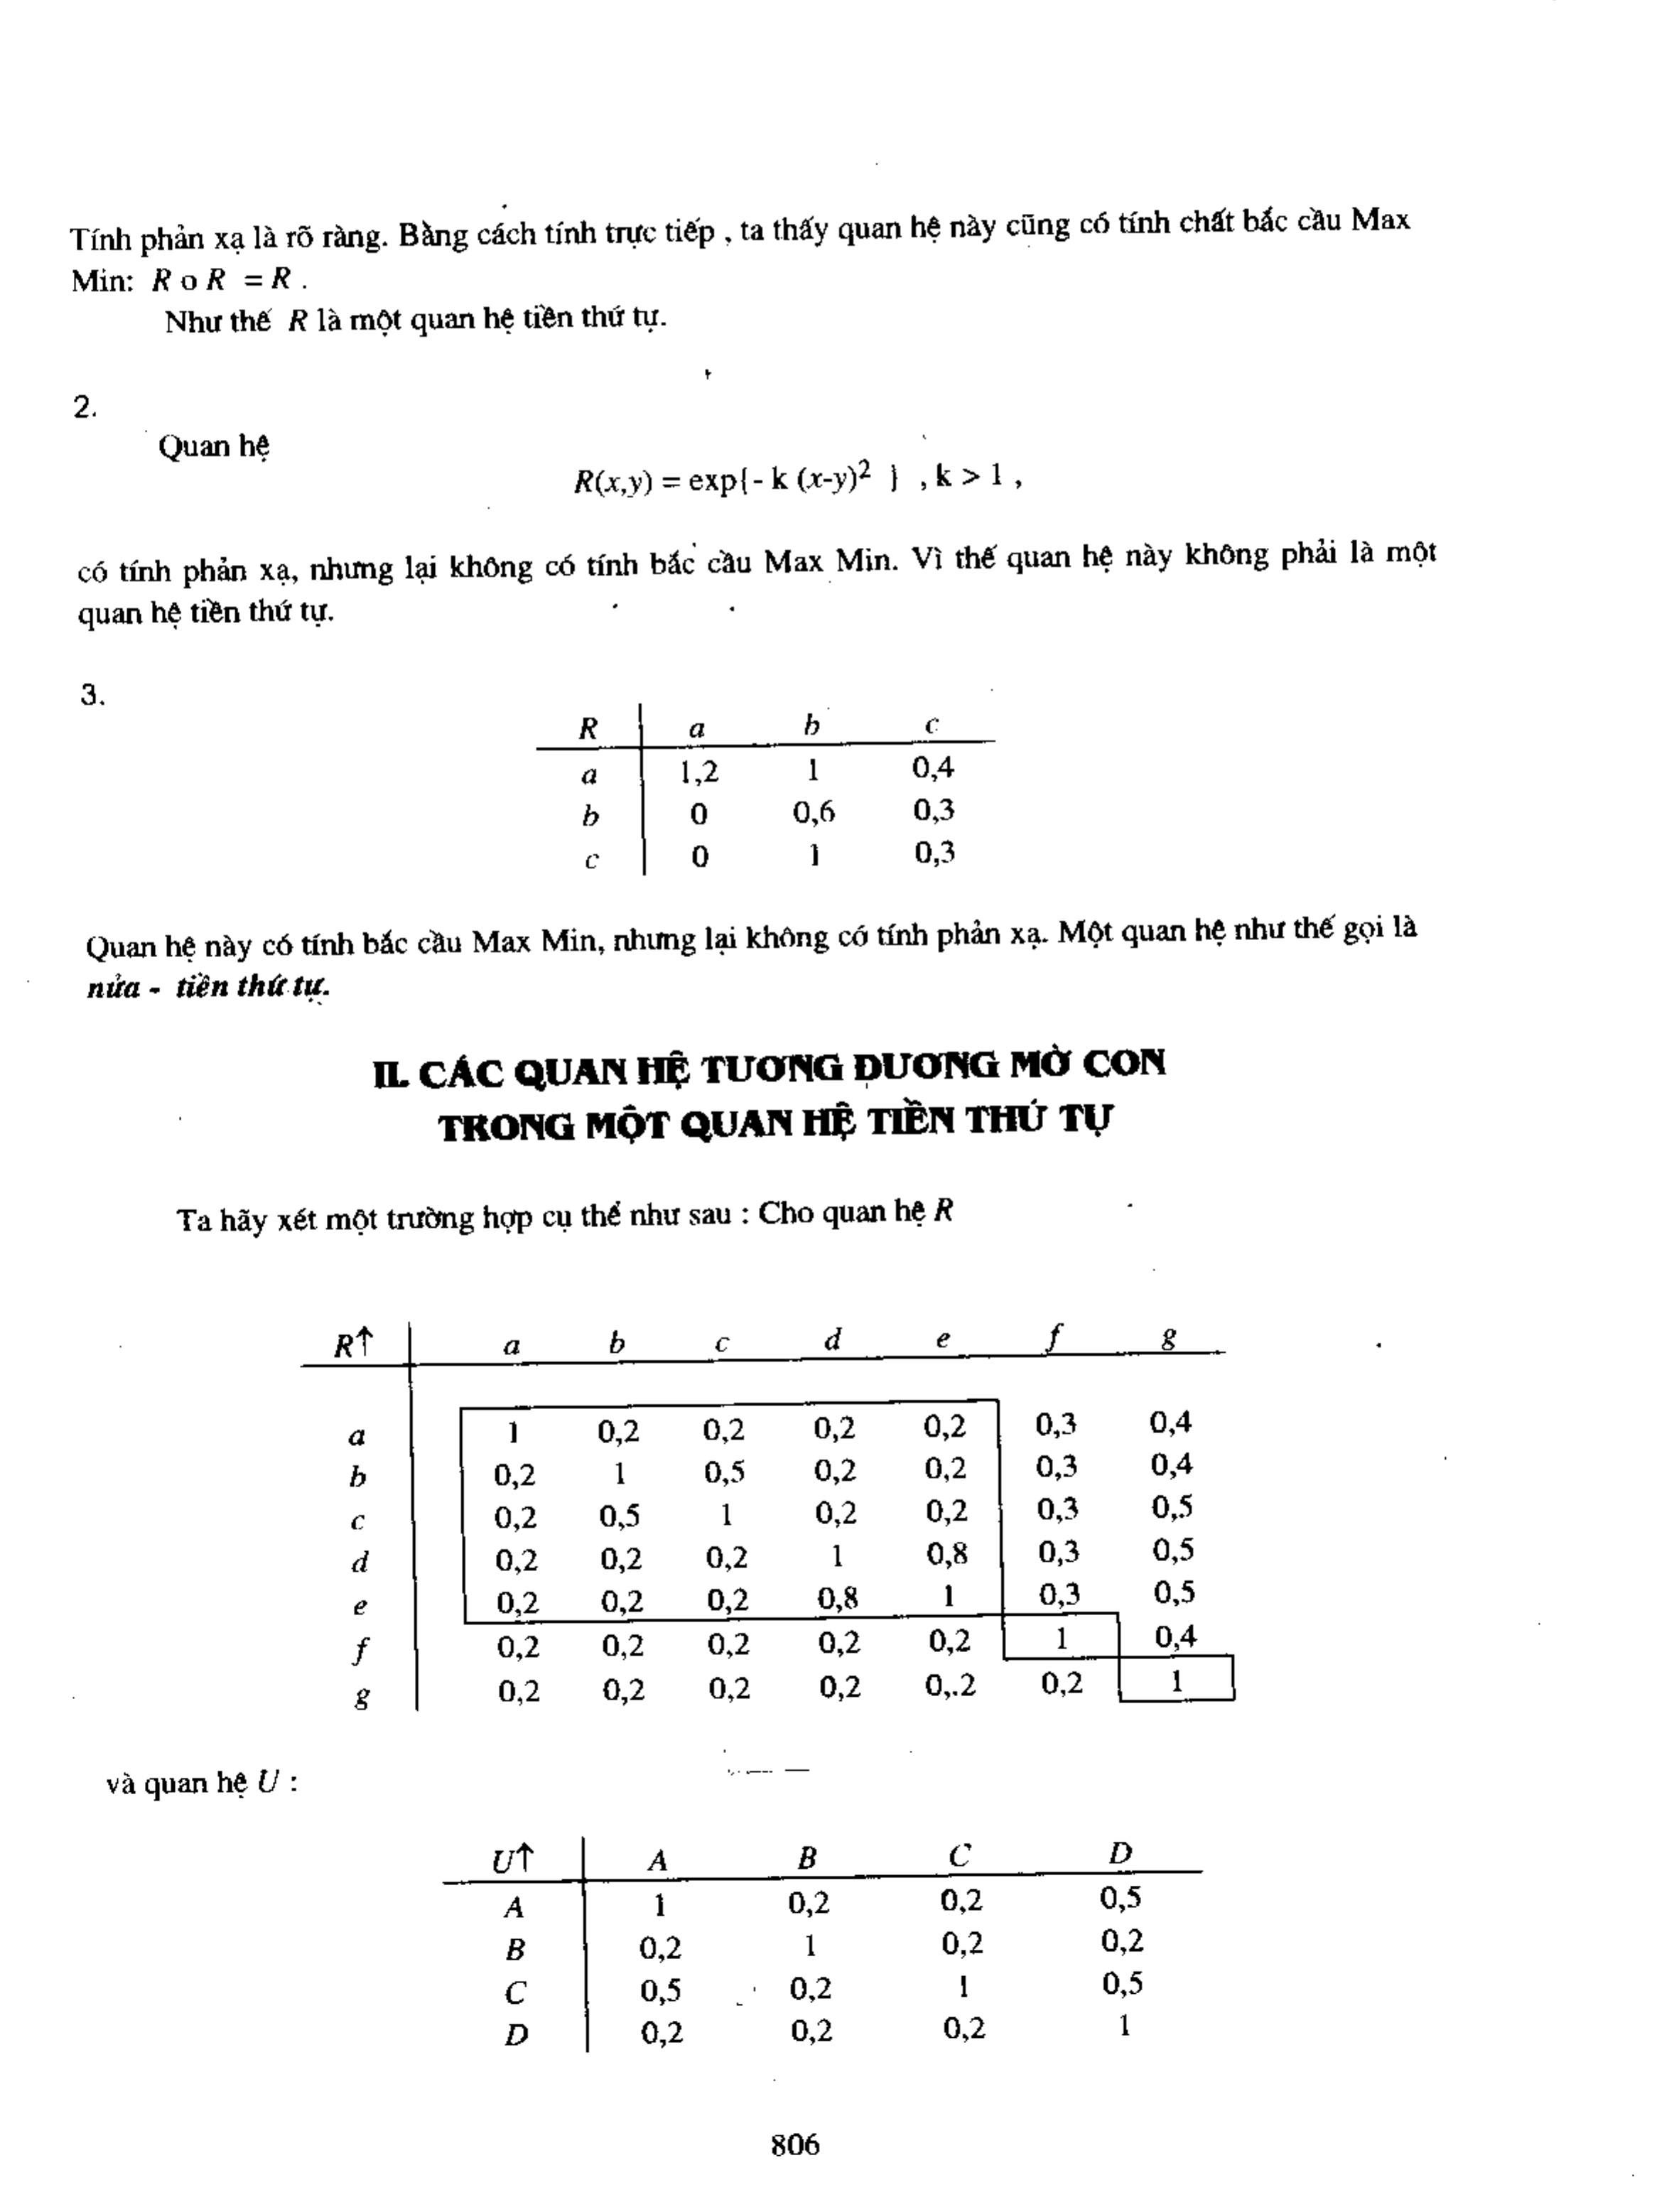 Tính phản xạ là rõ ràng. Bằng cách tính trực tiếp , ta thấy quan hệ này cũng có tính chất bắc cầu Max
Min: R o R = R .
Như thế R là một quan hệ tiền thứ tự.
2.
Quan hệ
R(x,y) = exp{- k (x-y)² } , k > 1 ,
có tính phản xạ, nhưng lại không có tính bắc cầu Max Min. Vì thế quan hệ này không phải là một
quan hệ tiền thứ tự.
3.
R a b c
a 1,2 1 0,4
b 0 0,6 0,3
c 0 1 0,3
Quan hệ này có tính bắc cầu Max Min, nhưng lại không có tính phản xạ. Một quan hệ như thế gọi là
nửa - tiền thứ tự.
II. CÁC QUAN HỆ TƯƠNG ĐƯƠNG MỜ CON
TRONG MỘT QUAN HỆ TIỀN THỨ TỰ
Ta hãy xét một trường hợp cụ thể như sau : Cho quan hệ R
R↑ a b c d e f g
a 1 0,2 0,2 0,2 0,2 0,3 0,4
b 0,2 1 0,5 0,2 0,2 0,3 0,4
c 0,2 0,5 1 0,2 0,2 0,3 0,5
d 0,2 0,2 0,2 1 0,8 0,3 0,5
e 0,2 0,2 0,2 0,8 1 0,3 0,5
f 0,2 0,2 0,2 0,2 0,2 1 0,4
g 0,2 0,2 0,2 0,2 0,.2 0,2 1
và quan hệ U :
U↑ A B C D
A 1 0,2 0,2 0,5
B 0,2 1 0,2 0,2
C 0,5 0,2 1 0,5
D 0,2 0,2 0,2 1
806